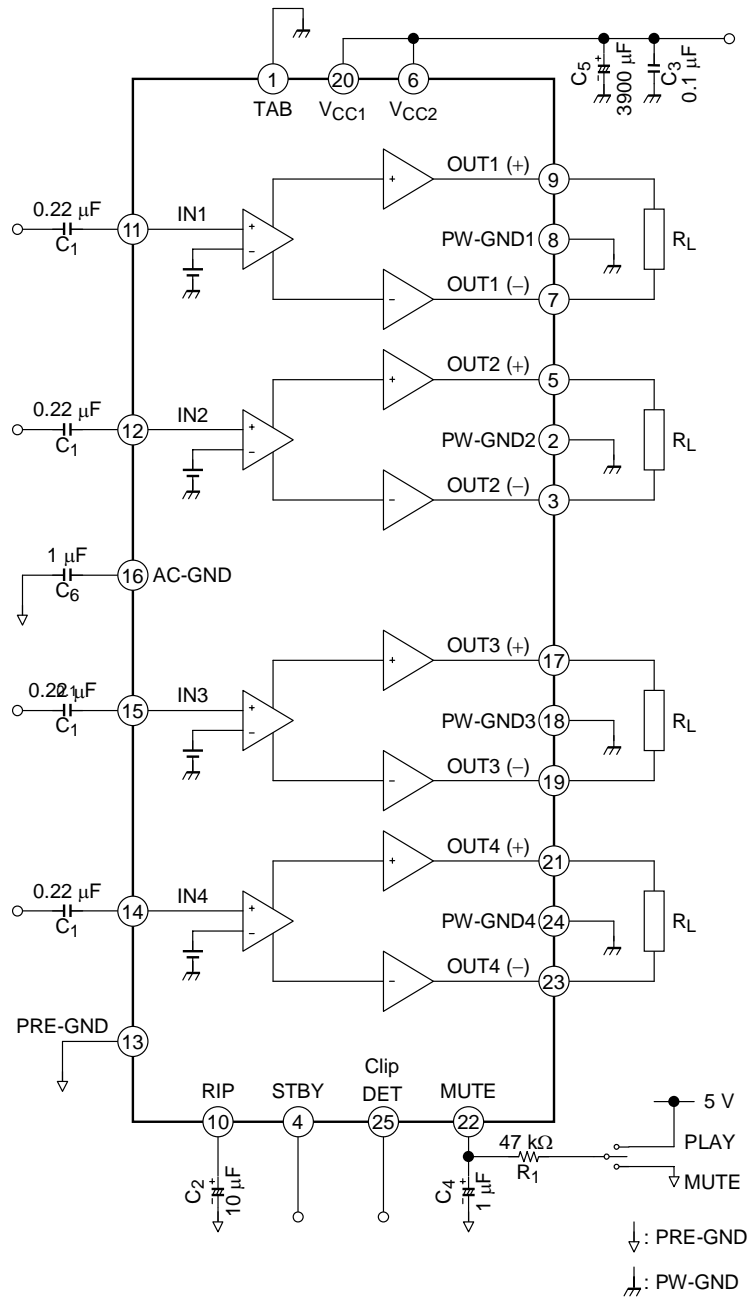 1
TAB
20
VCC1
6
VCC2
C5
+
-
3900 μF
C3
0.1 μF
0.22 μF
C1
11
IN1
+
−
+
−
OUT1 (+)
9
PW-GND1
8
OUT1 (−)
7
RL
0.22 μF
C1
12
IN2
+
−
+
−
OUT2 (+)
5
PW-GND2
2
OUT2 (−)
3
RL
1 μF
C6
16
AC-GND
μF
C1
15
IN3
+
−
+
−
OUT3 (+)
17
PW-GND3
18
OUT3 (−)
19
RL
0.22 μF
C1
14
IN4
+
−
+
−
OUT4 (+)
21
PW-GND4
24
OUT4 (−)
23
RL
PRE-GND
13
RIP
10
STBY
4
Clip
DET
25
MUTE
22
C2
+
-
10 μF
C4
+
-
1 μF
47 kΩ
R1
5 V
PLAY
MUTE
: PRE-GND
: PW-GND